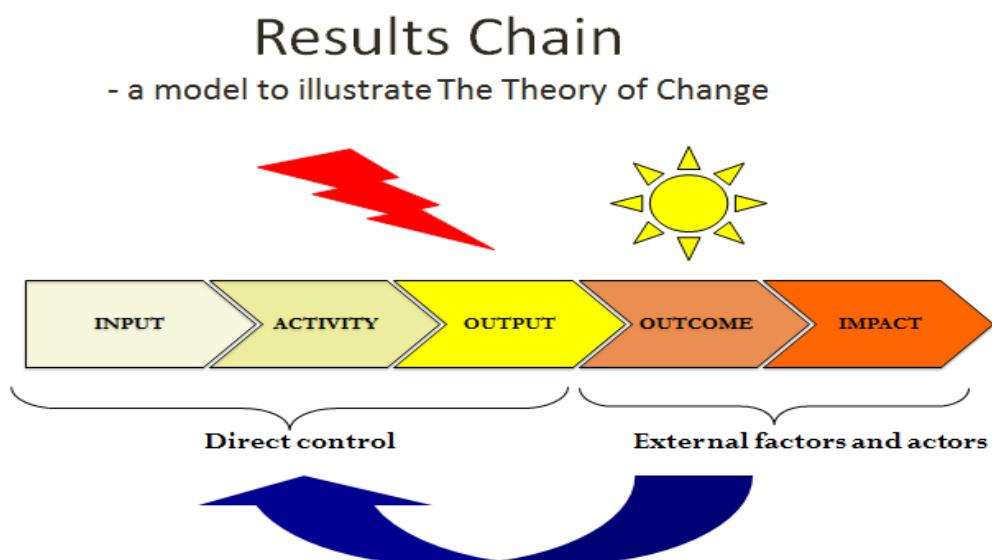 Results Chain
- a model to illustrate The Theory of Change
INPUT
ACTIVITY
OUTPUT
OUTCOME
IMPACT
Direct control
External factors and actors